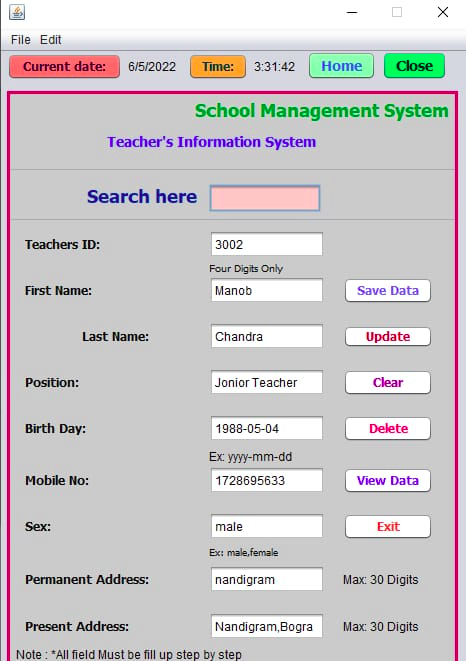 File Edit
Current date: 6/5/2022 Time: 3:31:42 Home Close
School Management System
Teacher's Information System
Search here
Teachers ID: 3002
Four Digits Only
First Name: Manob Save Data
Last Name: Chandra Update
Position: Jonior Teacher Clear
Birth Day: 1988-05-04 Delete
Ex: yyyy-mm-dd
Mobile No: 1728695633 View Data
Sex: male Exit
Ex: male,female
Permanent Address: nandigram Max: 30 Digits
Present Address: Nandigram,Bogra Max: 30 Digits
Note : *All field Must be fill up step by step